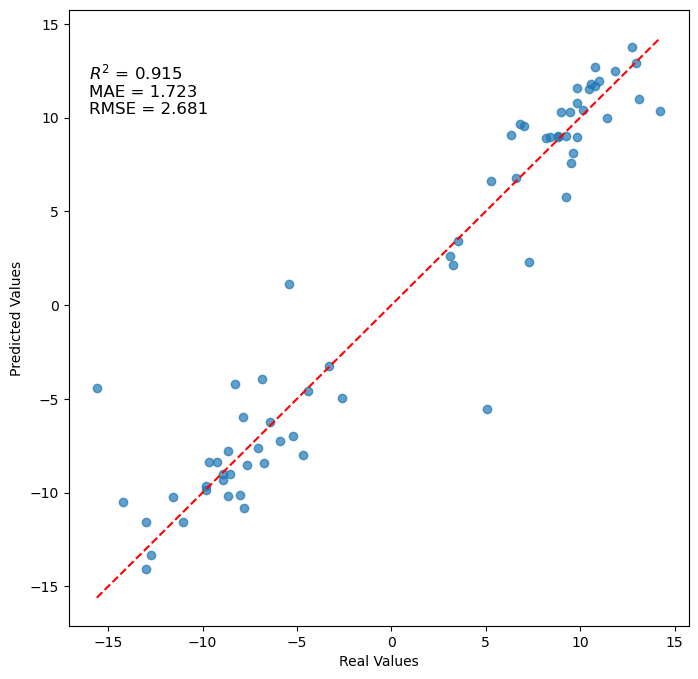 15
10
5
0
−5
−10
−15
R² = 0.915
MAE = 1.723
RMSE = 2.681
Predicted Values
−15 −10 −5 0 5 10 15
Real Values